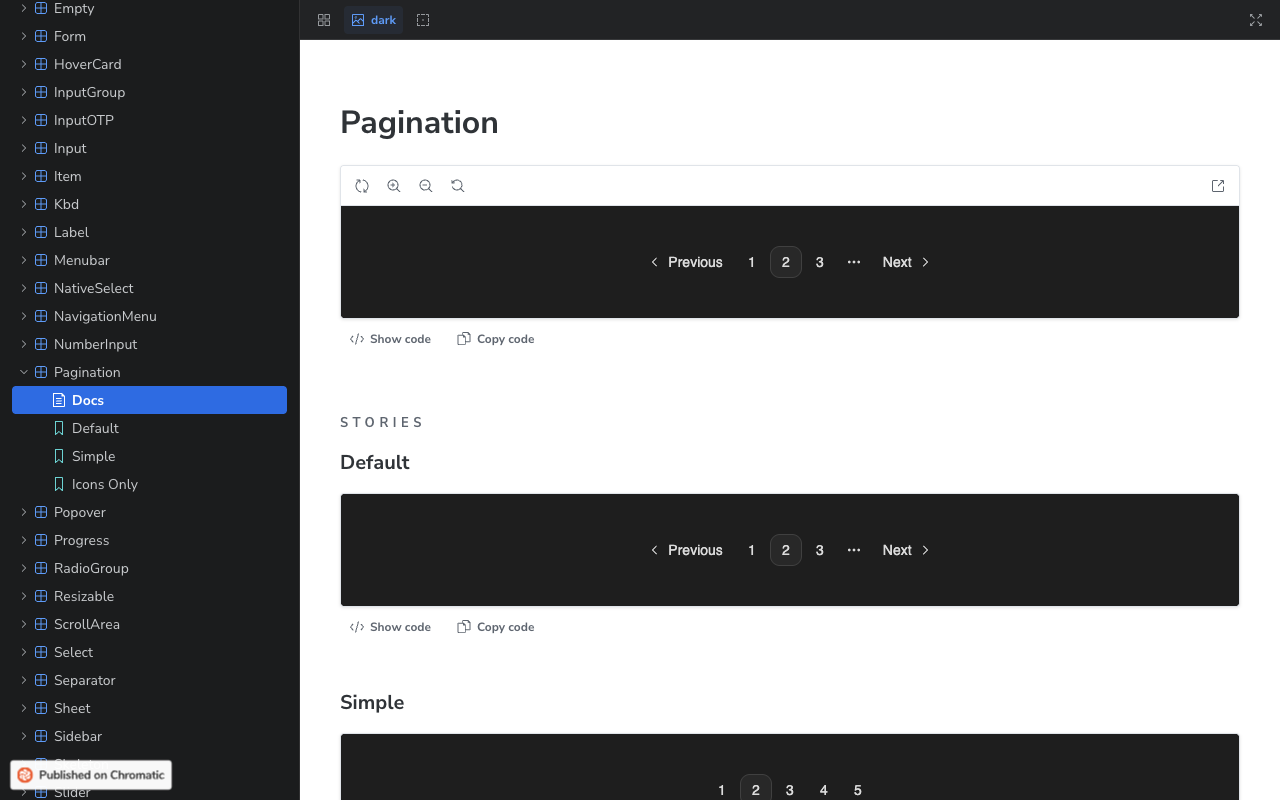 Empty
Form
HoverCard
InputGroup
InputOTP
Input
Item
Kbd
Label
Menubar
NativeSelect
NavigationMenu
NumberInput
Pagination
Docs
Default
Simple
Icons Only
Popover
Progress
RadioGroup
Resizable
ScrollArea
Select
Separator
Sheet
Sidebar
Published on Chromatic
Slider
dark
Pagination
Previous 1 2 3 ··· Next
Show code Copy code
STORIES
Default
Previous 1 2 3 ··· Next
Show code Copy code
Simple
1 2 3 4 5